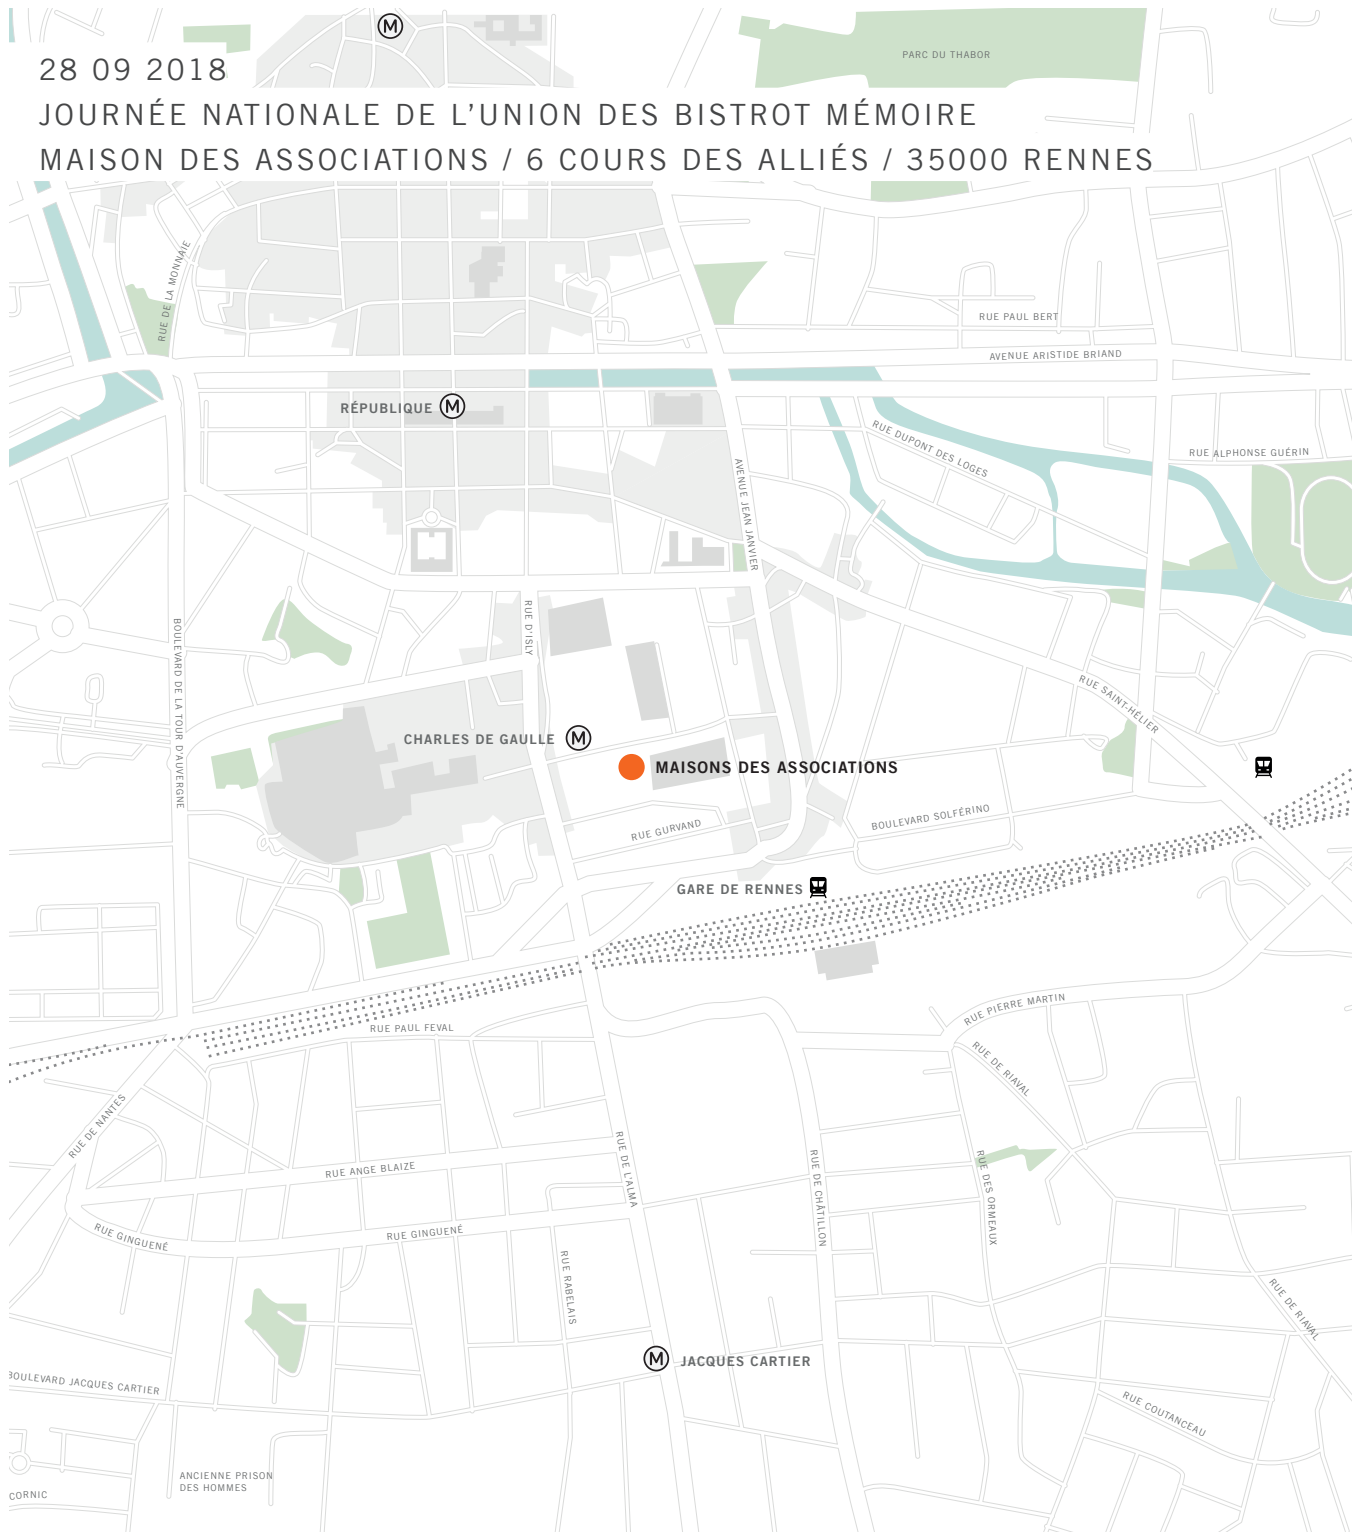 M
PARC DU THABOR
28 09 2018
JOURNÉE NATIONALE DE L’UNION DES BISTROT MÉMOIRE
MAISON DES ASSOCIATIONS / 6 COURS DES ALLIÉS / 35000 RENNES
RUE DE LA MONNAIE
RUE PAUL BERT
AVENUE ARISTIDE BRIAND
RÉPUBLIQUE M
RUE DUPONT DES LOGES
RUE ALPHONSE GUÉRIN
AVENUE JEAN JANVIER
RUE D’ISLY
BOULEVARD DE LA TOUR D’AUVERGNE
RUE SAINT-HÉLIER
CHARLES DE GAULLE M
MAISONS DES ASSOCIATIONS
RUE GURVAND
BOULEVARD SOLFÉRINO
GARE DE RENNES
RUE PIERRE MARTIN
RUE PAUL FEVAL
RUE DE RIAVAL
RUE DE NANTES
RUE ANGE BLAIZE
RUE DE L’ALMA
RUE DE CHÂTILLON
RUE DES ORMEAUX
RUE GINGUENÉ
RUE GINGUENÉ
RUE RABELAIS
RUE DE RIAVAL
M JACQUES CARTIER
BOULEVARD JACQUES CARTIER
RUE COUTANCEAU
ANCIENNE PRISON
DES HOMMES
CORNIC